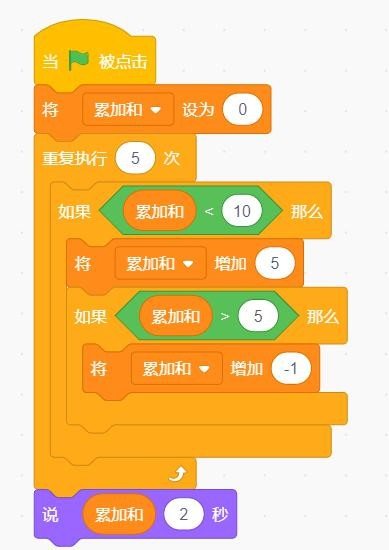 当 被点击
将 累加和 设为 0
重复执行 5 次
如果 累加和 < 10 那么
将 累加和 增加 5
如果 累加和 > 5 那么
将 累加和 增加 -1
说 累加和 2 秒